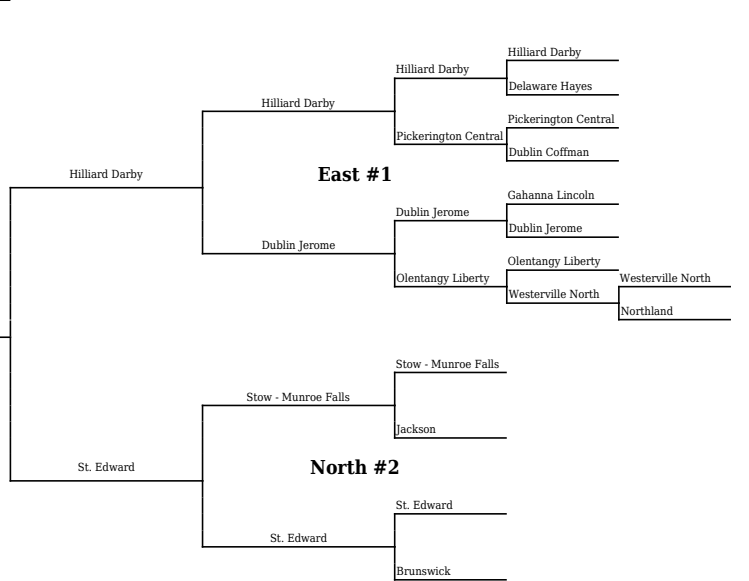 Hilliard Darby
Hilliard Darby
Delaware Hayes
Hilliard Darby
Pickerington Central
Pickerington Central
Dublin Coffman
Hilliard Darby
East #1
Gahanna Lincoln
Dublin Jerome
Dublin Jerome
Dublin Jerome
Olentangy Liberty
Olentangy Liberty
Westerville North
Westerville North
Northland
Stow - Munroe Falls
Stow - Munroe Falls
Jackson
St. Edward
North #2
St. Edward
St. Edward
Brunswick